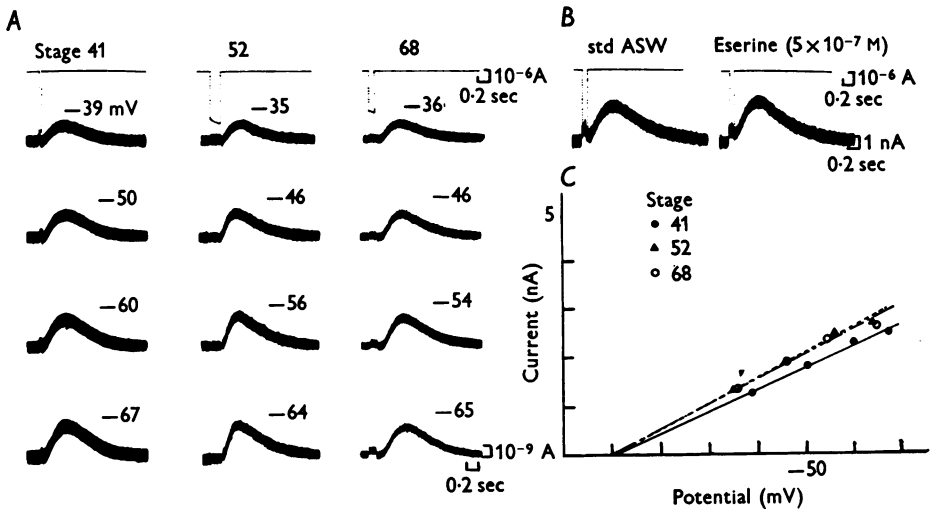 A
Stage 41
52
68
10⁻⁶A
0·2 sec
−39 mV
−35
−36
−50
−46
−46
−60
−56
−54
−67
−64
−65
10⁻⁹ A
0·2 sec
B
std ASW
Eserine (5×10⁻⁷ M)
10⁻⁶ A
0·2 sec
1 nA
0·2 sec
C
5
Stage
41
52
68
Current (nA)
−50
Potential (mV)